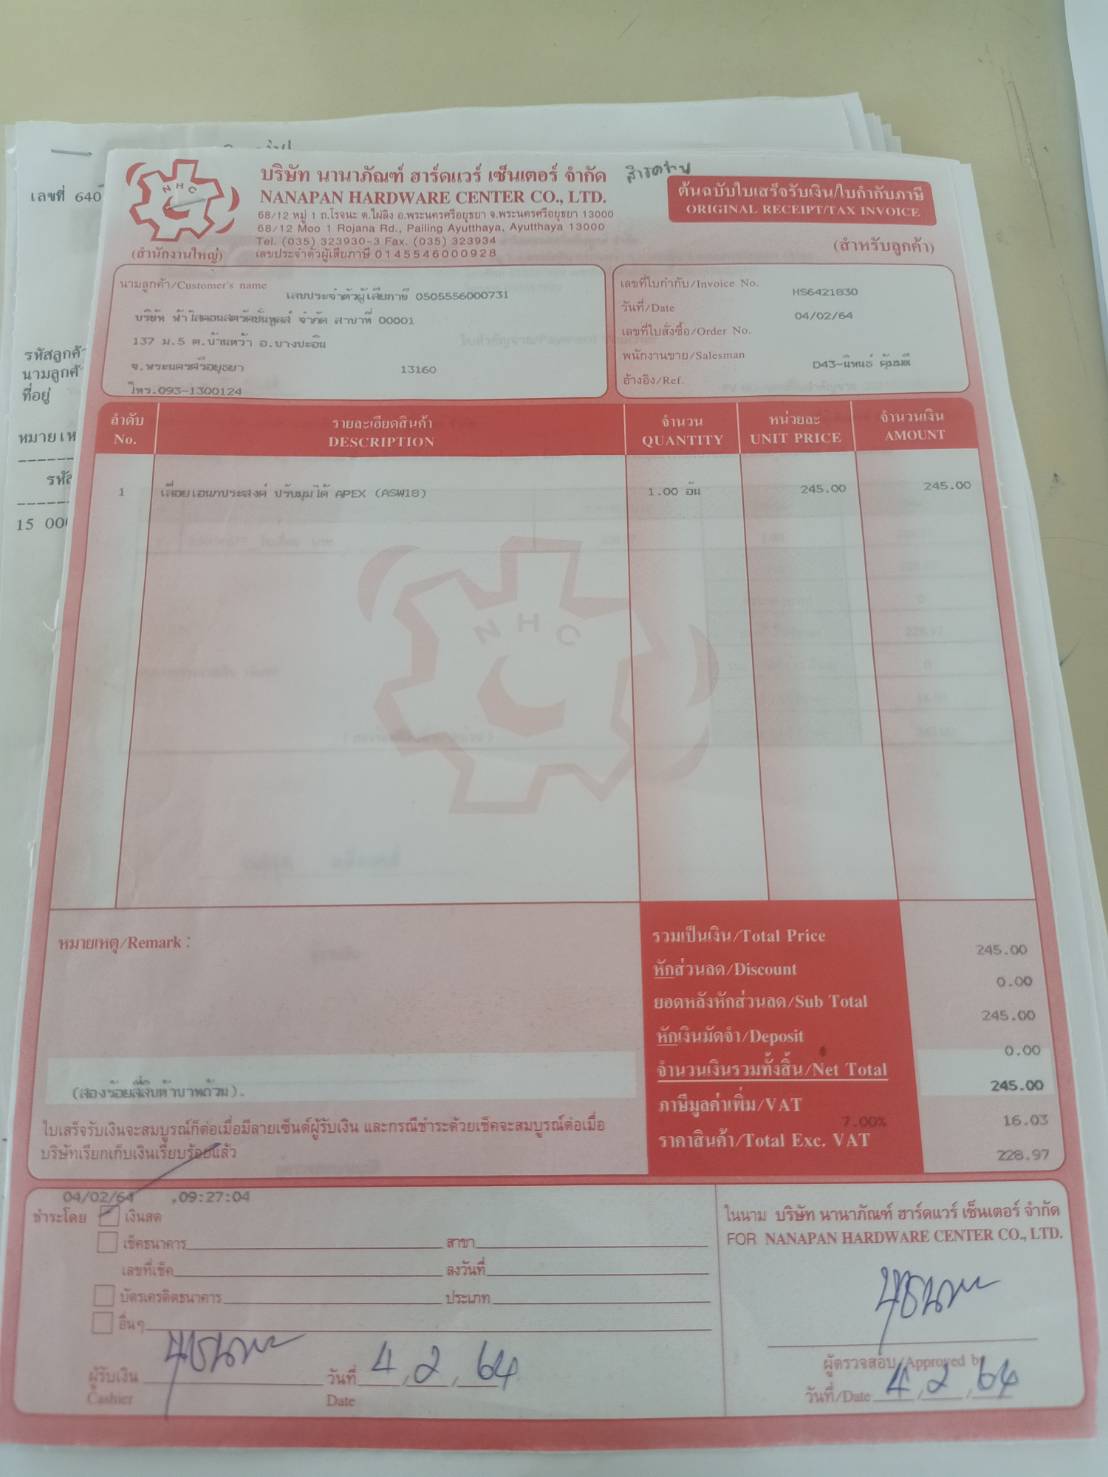 เลขที่ 640
NHC
บริษัท นานาภัณฑ์ ฮาร์ดแวร์ เซ็นเตอร์ จำกัด
NANAPAN HARDWARE CENTER CO., LTD.
68/12 หมู่ 1 ถ.โรจนะ ต.ไผ่ลิง อ.พระนครศรีอยุธยา จ.พระนครศรีอยุธยา 13000
68/12 Moo 1 Rojana Rd., Pailing Ayutthaya, Ayutthaya 13000
Tel. (035) 323930-3 Fax. (035) 323934
(สำนักงานใหญ่) เลขประจำตัวผู้เสียภาษี 0145546000928
ต้นฉบับใบเสร็จรับเงิน/ใบกำกับภาษี
ORIGINAL RECEIPT/TAX INVOICE
(สำหรับลูกค้า)
นามลูกค้า/Customer's name
เลขประจำตัวผู้เสียภาษี 0505556000731
บริษัท ฟ้าใสคอนสตรัคชั่นพูลส์ จำกัด สาขาที่ 00001
137 ม.5 ต.บ้านหว้า อ.บางปะอิน
จ.พระนครศรีอยุธยา 13160
โทร.093-1300124
เลขที่ใบกำกับ/Invoice No. HS6421830
วันที่/Date 04/02/64
เลขที่ใบสั่งซื้อ/Order No.
พนักงานขาย/Salesman D43-นิพนธ์
อ้างอิง/Ref.
รหัสลูกค้
นามลูกค้
ที่อยู่
หมายเห
รหั
15 00
ลำดับ รายละเอียดสินค้า จำนวน หน่วยละ จำนวนเงิน
No. DESCRIPTION QUANTITY UNIT PRICE AMOUNT
1 เลื่อยเอนกประสงค์ ปรับมุมได้ APEX (ASW18) 1.00 อัน 245.00 245.00
NHC
หมายเหตุ/Remark :
รวมเป็นเงิน/Total Price 245.00
หักส่วนลด/Discount 0.00
ยอดหลังหักส่วนลด/Sub Total 245.00
หักเงินมัดจำ/Deposit 0.00
จำนวนเงินรวมทั้งสิ้น/Net Total 245.00
ภาษีมูลค่าเพิ่ม/VAT 7.00% 16.03
ราคาสินค้า/Total Exc. VAT 228.97
(สองร้อยสี่สิบห้าบาทถ้วน).
ใบเสร็จรับเงินจะสมบูรณ์ก็ต่อเมื่อมีลายเซ็นต์ผู้รับเงิน และกรณีชำระด้วยเช็คจะสมบูรณ์ต่อเมื่อ
บริษัทเรียกเก็บเงินเรียบร้อยแล้ว
04/02/64 ,09:27:04
ชำระโดย เงินสด
เช็คธนาคาร สาขา
เลขที่เช็ค ลงวันที่
บัตรเครดิตธนาคาร ประเภท
อื่นๆ
ผู้รับเงิน วันที่ 4, 2, 64
Cashier Date
ในนาม บริษัท นานาภัณฑ์ ฮาร์ดแวร์ เซ็นเตอร์ จำกัด
FOR NANAPAN HARDWARE CENTER CO., LTD.
ผู้ตรวจสอบ/Approved by
วันที่/Date 4, 2, 64